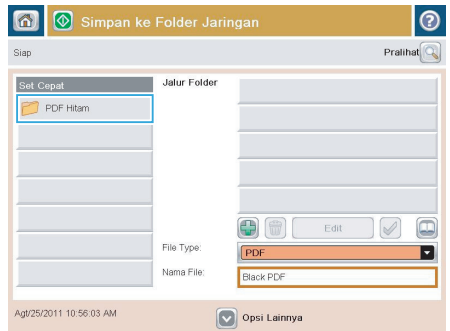 Simpan ke Folder Jaringan
Siap
Pralihat
Set Cepat
PDF Hitam
Jalur Folder
Edit
File Type:
PDF
Nama File:
Black PDF
Agt/25/2011 10:56:03 AM
Opsi Lainnya